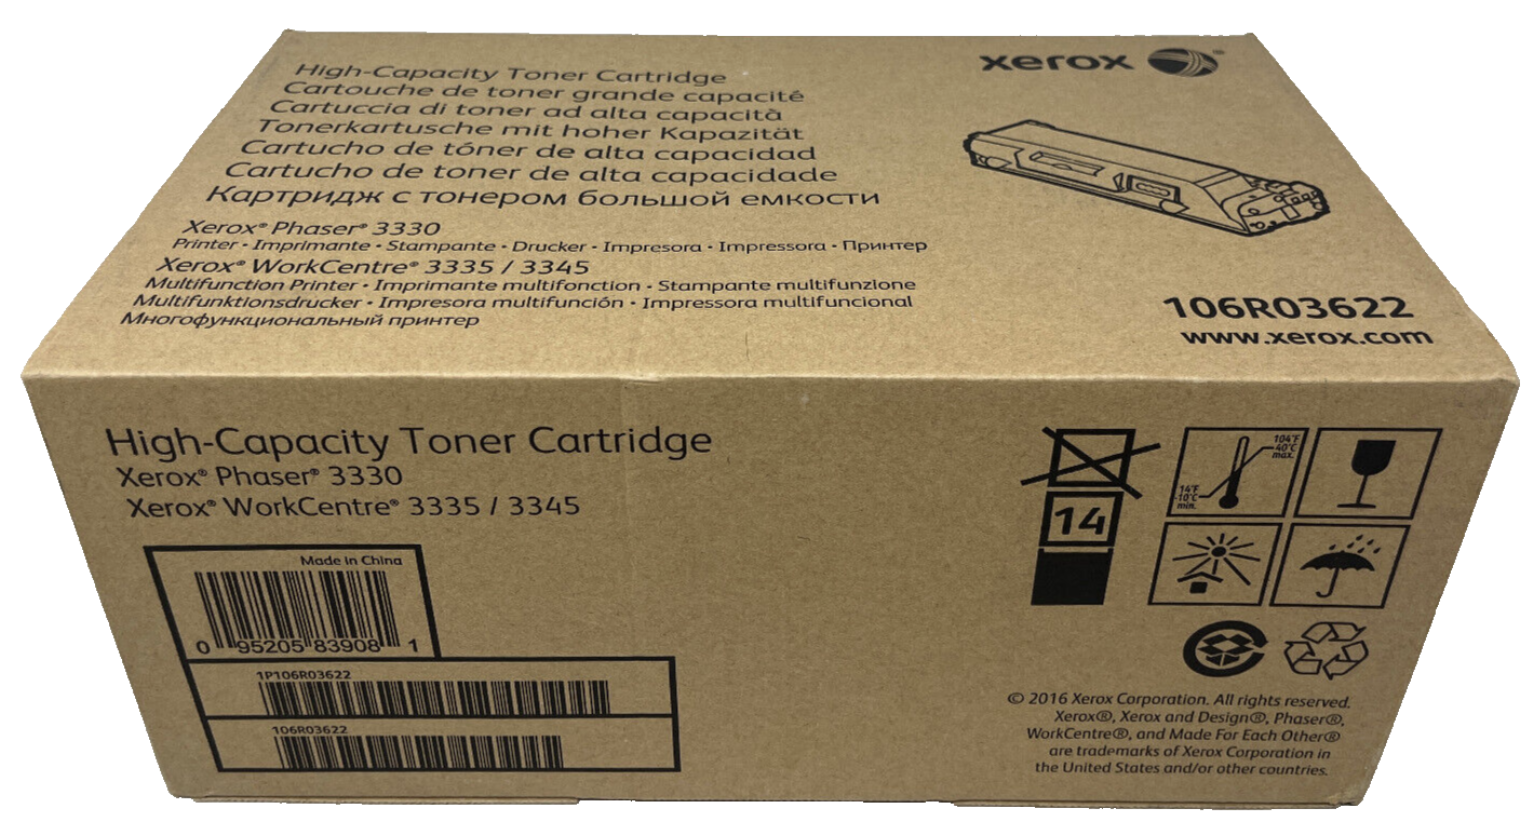 High-Capacity Toner Cartridge
Cartouche de toner grande capacité
Cartuccia di toner ad alta capacità
Tonerkartusche mit hoher Kapazität
Cartucho de tóner de alta capacidad
Cartucho de toner de alta capacidade
Картридж с тонером большой емкости
Xerox® Phaser® 3330
Printer • Imprimante • Stampante • Drucker • Impresora • Impressora • Принтер
Xerox® WorkCentre® 3335 / 3345
Multifunction Printer • Imprimante multifonction • Stampante multifunzione
Multifunktionsdrucker • Impresora multifunción • Impressora multifuncional
Многофункциональный принтер
xerox™
106R03622
www.xerox.com
High-Capacity Toner Cartridge
Xerox® Phaser® 3330
Xerox® WorkCentre® 3335 / 3345
Made in China
0 95205 83908 1
1P106R03622
106R03622
14
104°F
40°C
max.
14°F
-10°C
min.
© 2016 Xerox Corporation. All rights reserved.
Xerox®, Xerox and Design®, Phaser®,
WorkCentre®, and Made For Each Other®
are trademarks of Xerox Corporation in
the United States and/or other countries.